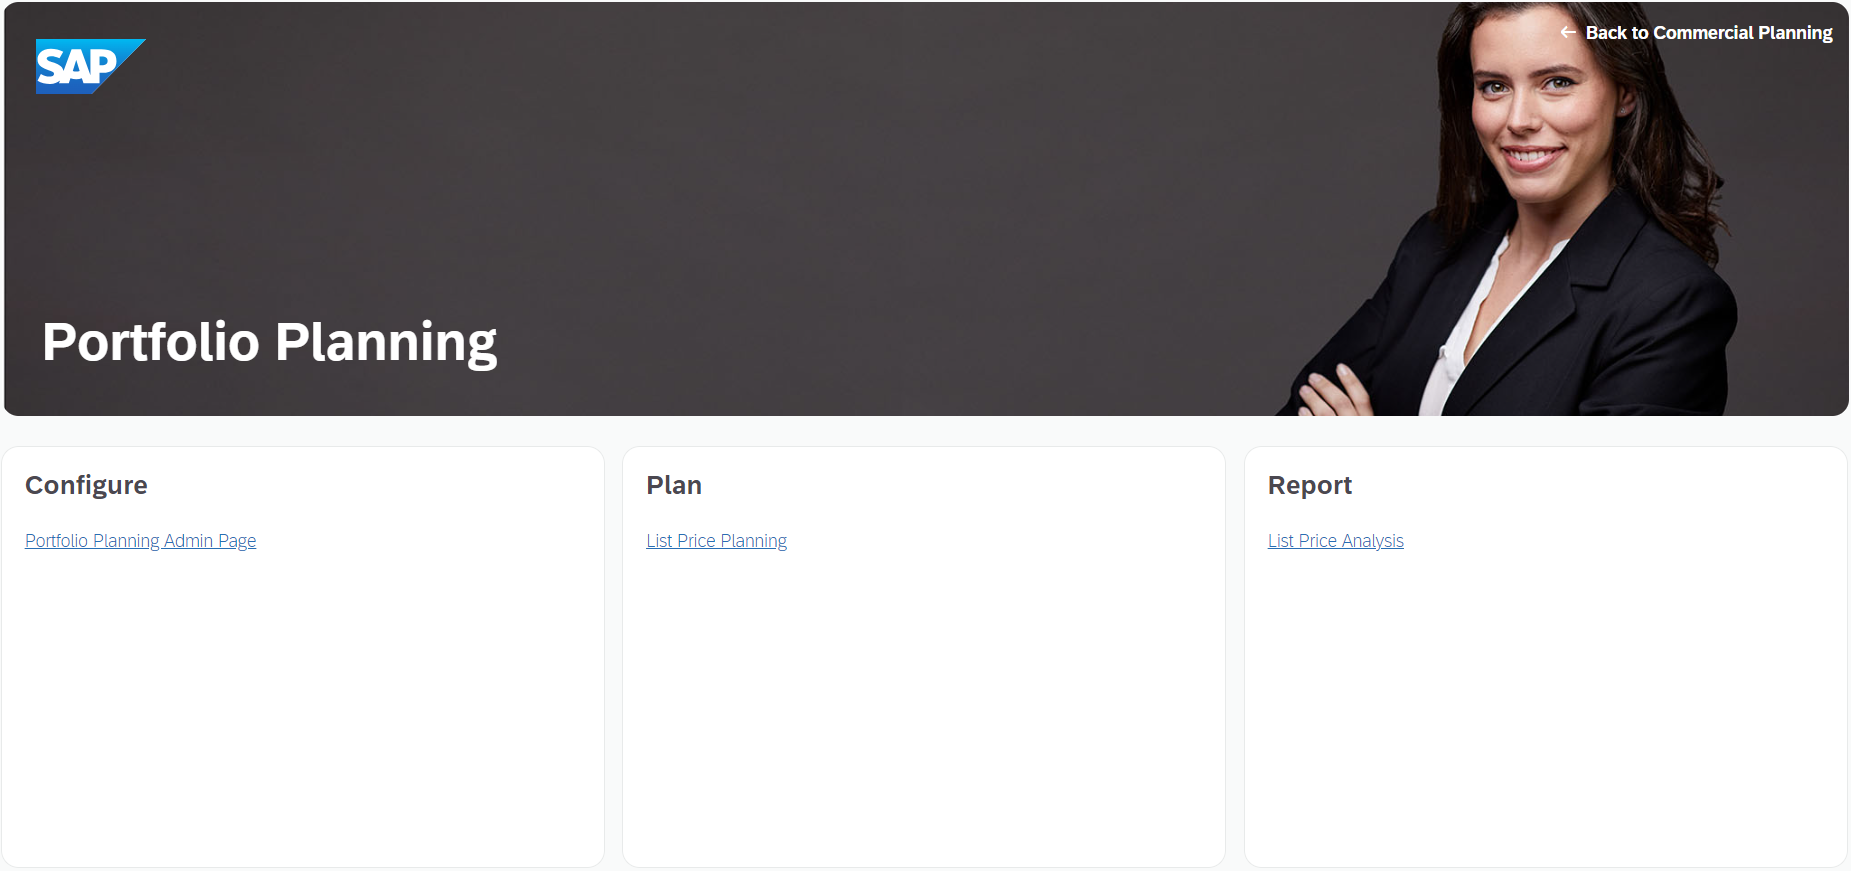 SAP
← Back to Commercial Planning
Portfolio Planning
Configure
Portfolio Planning Admin Page
Plan
List Price Planning
Report
List Price Analysis